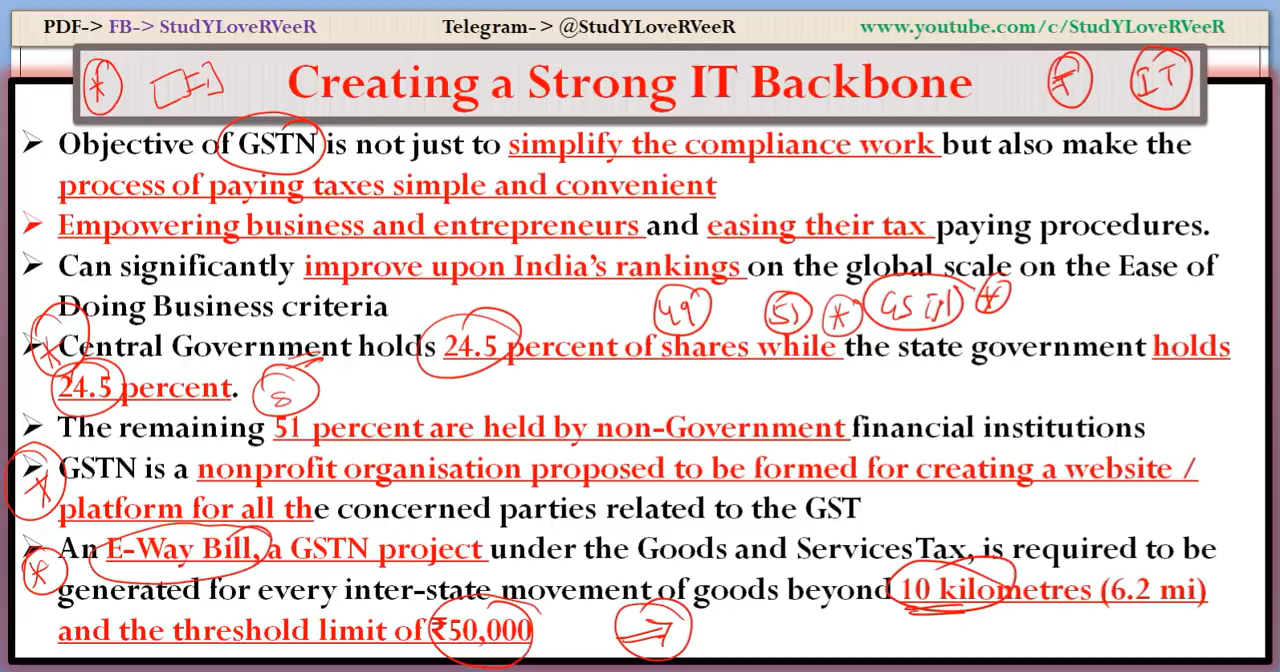 PDF-> FB-> StudYLoveRVeeR Telegram- > @StudYLoveRVeeR www.youtube.com/c/StudYLoveRVeeR
Creating a Strong IT Backbone ₹ IT
Objective of GSTN is not just to simplify the compliance work but also make the
process of paying taxes simple and convenient
Empowering business and entrepreneurs and easing their tax paying procedures.
Can significantly improve upon India's rankings on the global scale on the Ease of
Doing Business criteria
49 51
Central Government holds 24.5 percent of shares while the state government holds
24.5 percent.
The remaining 51 percent are held by non-Government financial institutions
GSTN is a nonprofit organisation proposed to be formed for creating a website /
platform for all the concerned parties related to the GST
An E-Way Bill, a GSTN project under the Goods and Services Tax, is required to be
generated for every inter-state movement of goods beyond 10 kilometres (6.2 mi)
and the threshold limit of ₹50,000